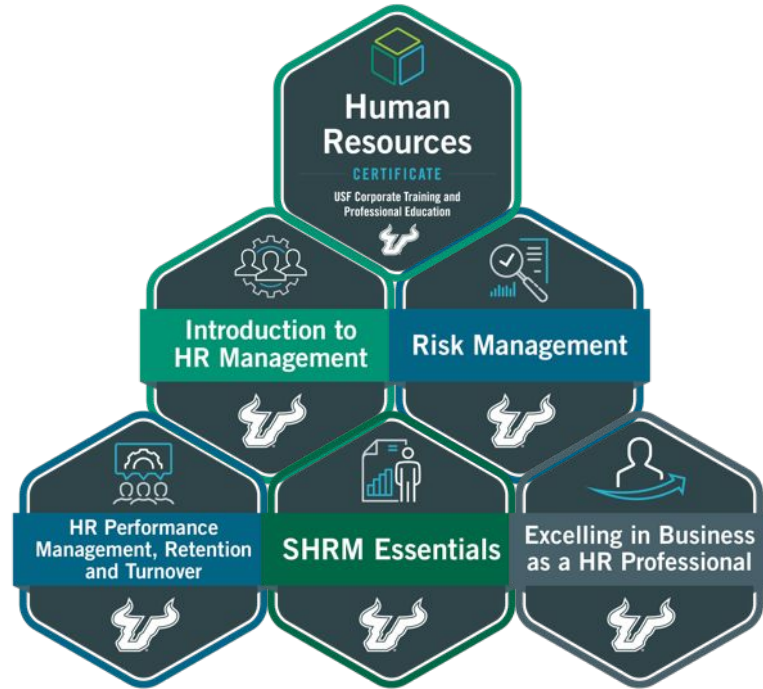 Human
Resources
CERTIFICATE
USF Corporate Training and
Professional Education
Introduction to
HR Management
Risk Management
HR Performance
Management, Retention
and Turnover
SHRM Essentials
Excelling in Business
as a HR Professional